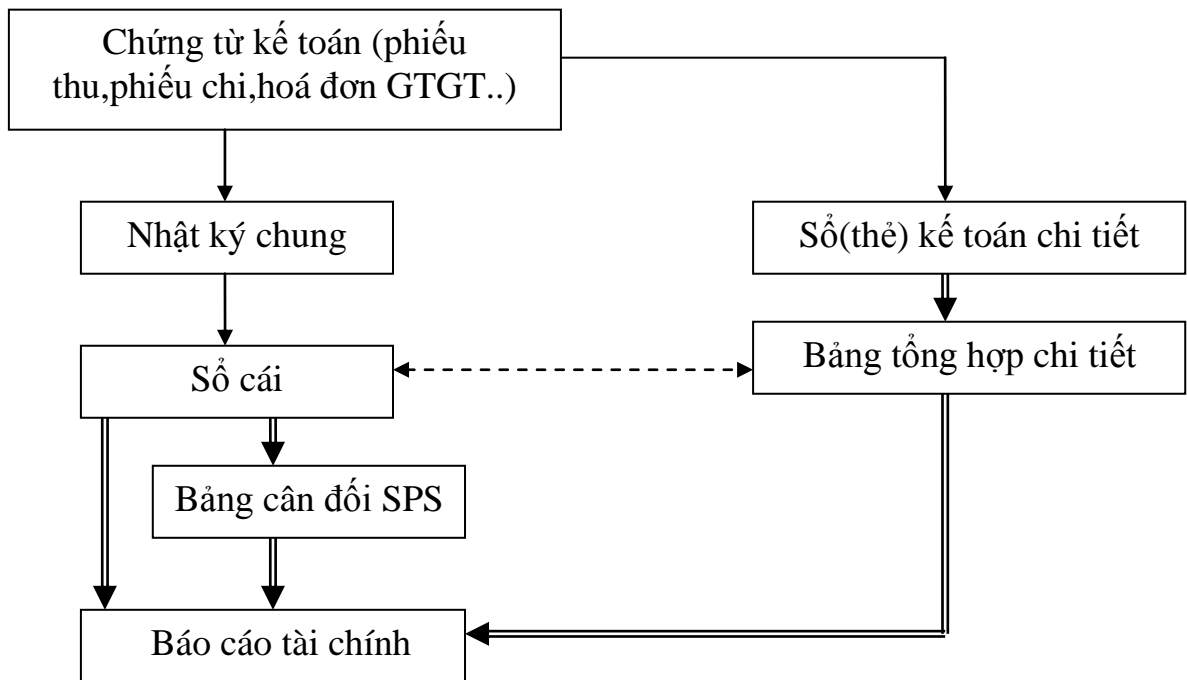 Chứng từ kế toán (phiếu
thu,phiếu chi,hoá đơn GTGT..)
Nhật ký chung
Sổ(thẻ) kế toán chi tiết
Sổ cái
Bảng tổng hợp chi tiết
Bảng cân đối SPS
Báo cáo tài chính